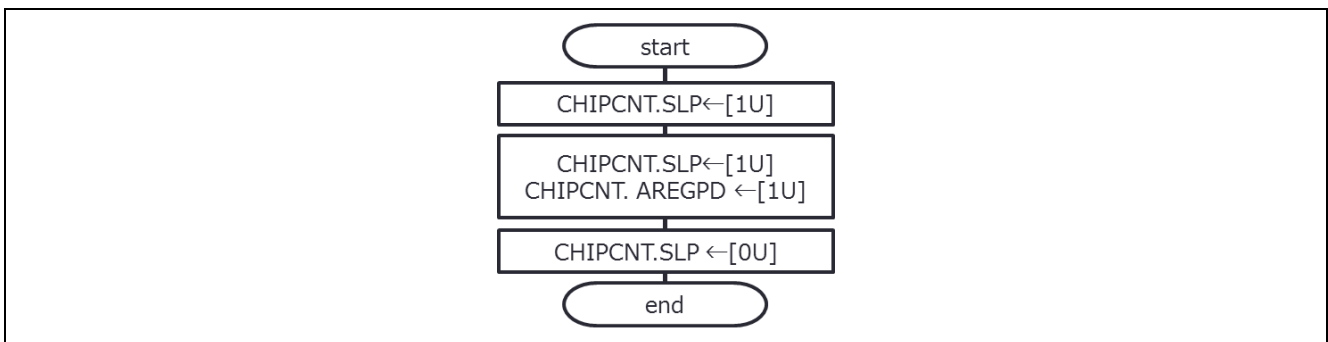 start
CHIPCNT.SLP←[1U]
CHIPCNT.SLP←[1U]
CHIPCNT. AREGPD ←[1U]
CHIPCNT.SLP ←[0U]
end